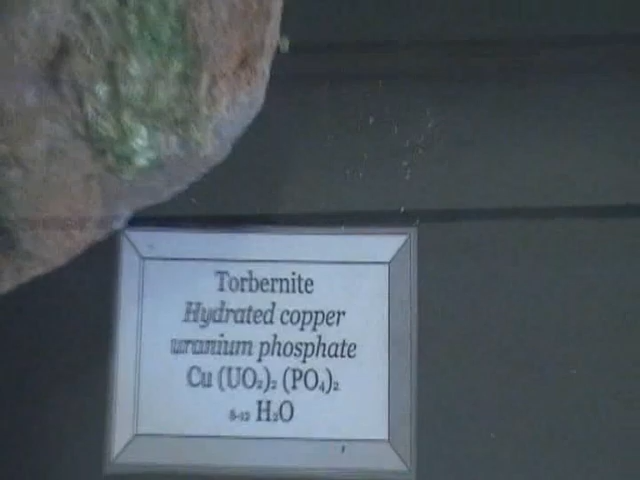 Torbernite
Hydrated copper
uranium phosphate
Cu (UO₂)₂ (PO₄)₂
8-12 H₂O